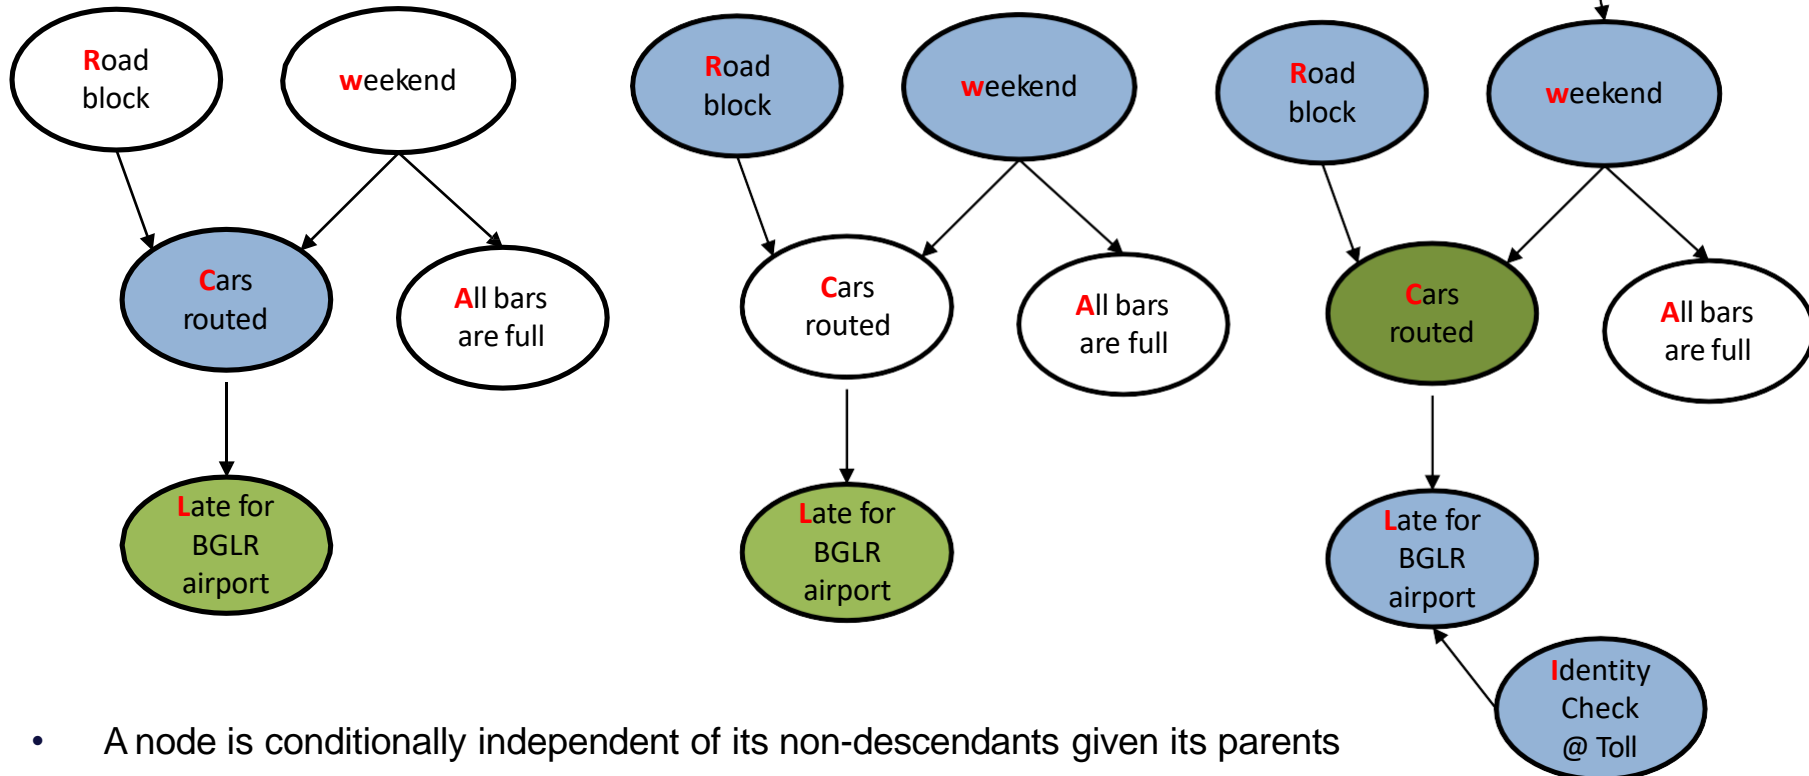 Road
block
weekend
Cars
routed
All bars
are full
Late for
BGLR
airport
Road
block
weekend
Cars
routed
All bars
are full
Late for
BGLR
airport
Road
block
weekend
Cars
routed
All bars
are full
Late for
BGLR
airport
Identity
Check
@ Toll
• A node is conditionally independent of its non-descendants given its parents